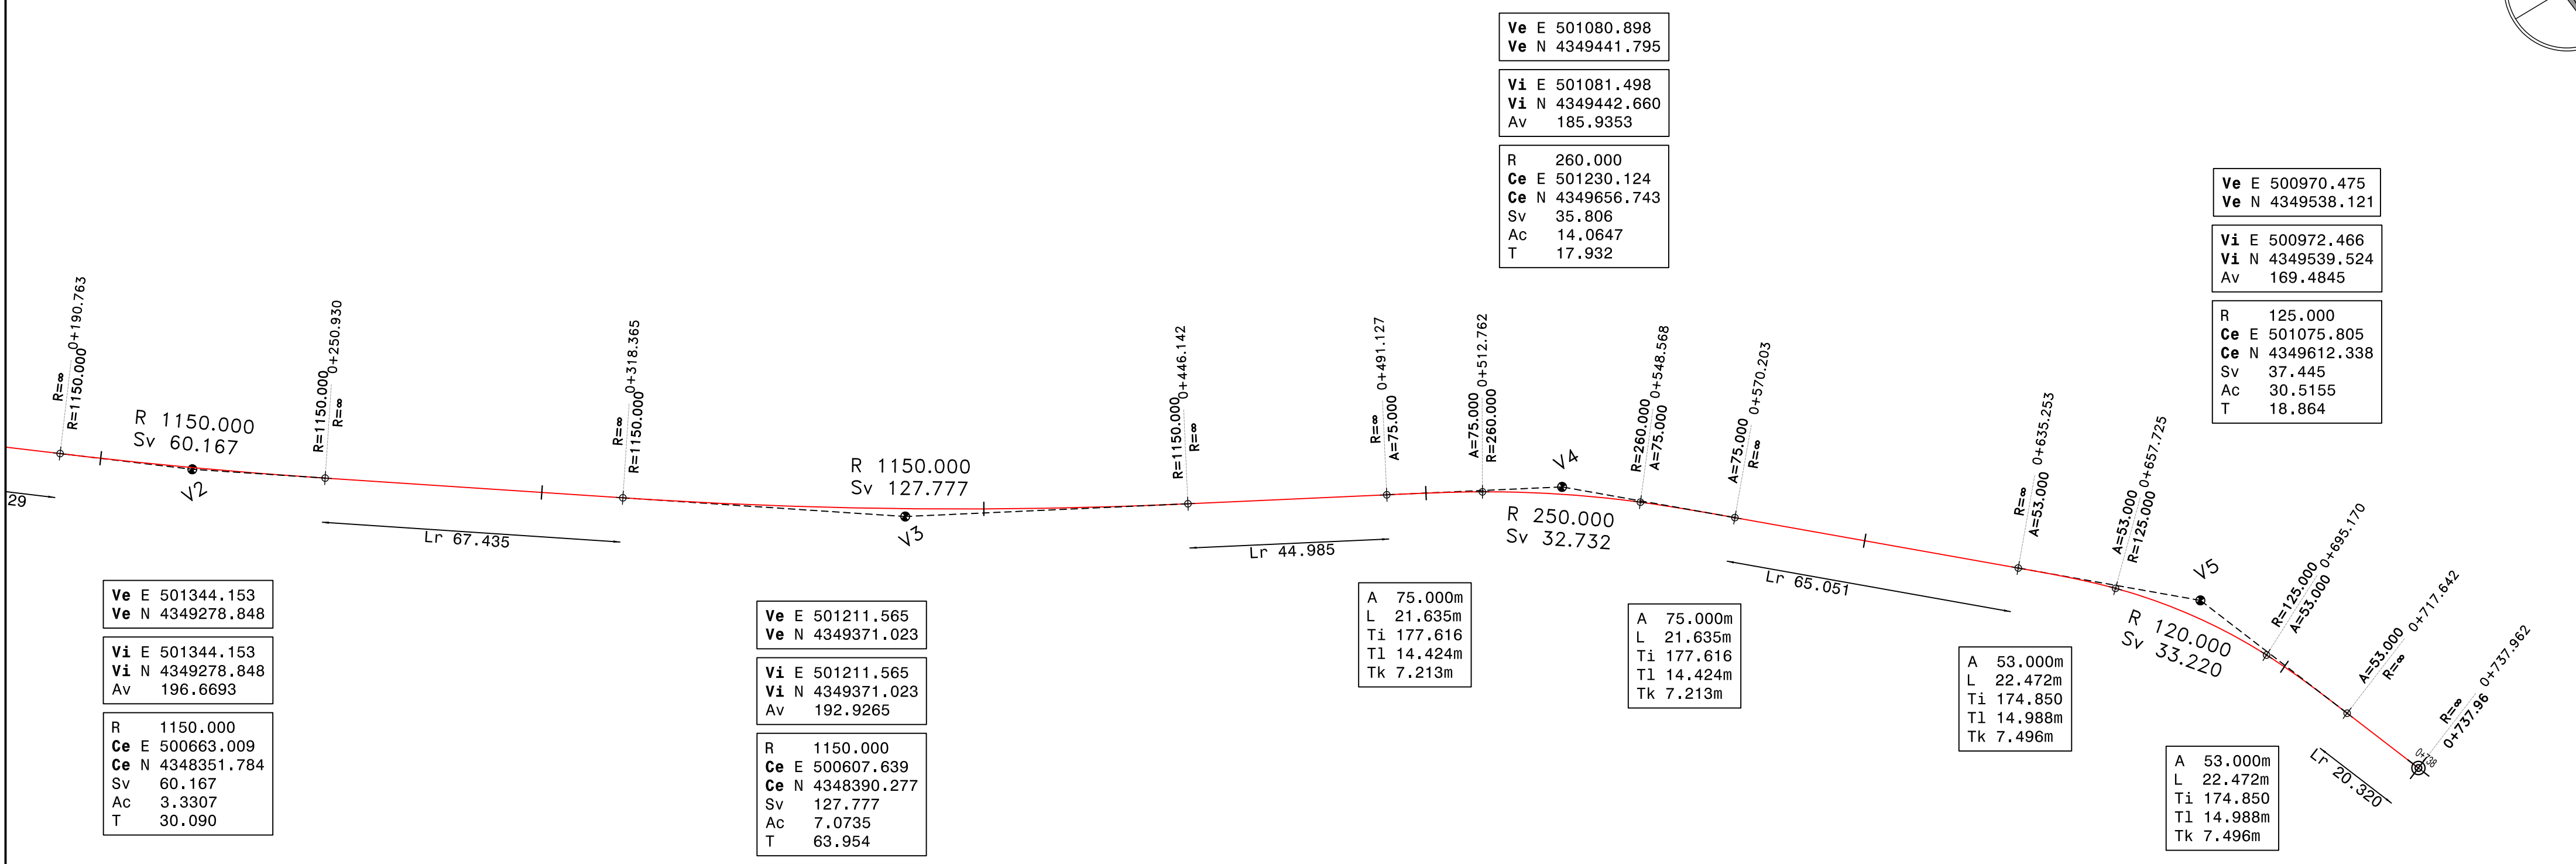 Ve E 501080.898
Ve N 4349441.795
Vi E 501081.498
Vi N 4349442.660
Av 185.9353
R 260.000
Ce E 501230.124
Ce N 4349656.743
Sv 35.806
Ac 14.0647
T 17.932
Ve E 500970.475
Ve N 4349538.121
Vi E 500972.466
Vi N 4349539.524
Av 169.4845
R 125.000
Ce E 501075.805
Ce N 4349612.338
Sv 37.445
Ac 30.5155
T 18.864
R=∞ 0+190.763
R=1150.000
R 1150.000
Sv 60.167
V2
R=1150.000 0+250.930
R=∞
29
Lr 67.435
R=∞ 0+318.365
R=1150.000
R 1150.000
Sv 127.777
V3
R=1150.000 0+446.142
R=∞
Lr 44.985
R=∞ 0+491.127
A=75.000
A=75.000 0+512.762
R=260.000
V4
R 250.000
Sv 32.732
R=260.000 0+548.568
A=75.000
A=75.000 0+570.203
R=∞
Lr 65.051
R=∞ 0+635.253
A=53.000
A=53.000 0+657.725
R=125.000
V5
R 120.000
Sv 33.220
R=125.000 0+695.170
A=53.000
A=53.000 0+717.642
R=∞
R=∞ 0+737.962
0+737.96
0+738
Lr 20.320
Ve E 501344.153
Ve N 4349278.848
Vi E 501344.153
Vi N 4349278.848
Av 196.6693
R 1150.000
Ce E 500663.009
Ce N 4348351.784
Sv 60.167
Ac 3.3307
T 30.090
Ve E 501211.565
Ve N 4349371.023
Vi E 501211.565
Vi N 4349371.023
Av 192.9265
R 1150.000
Ce E 500607.639
Ce N 4348390.277
Sv 127.777
Ac 7.0735
T 63.954
A 75.000m
L 21.635m
Ti 177.616
Tl 14.424m
Tk 7.213m
A 75.000m
L 21.635m
Ti 177.616
Tl 14.424m
Tk 7.213m
A 53.000m
L 22.472m
Ti 174.850
Tl 14.988m
Tk 7.496m
A 53.000m
L 22.472m
Ti 174.850
Tl 14.988m
Tk 7.496m